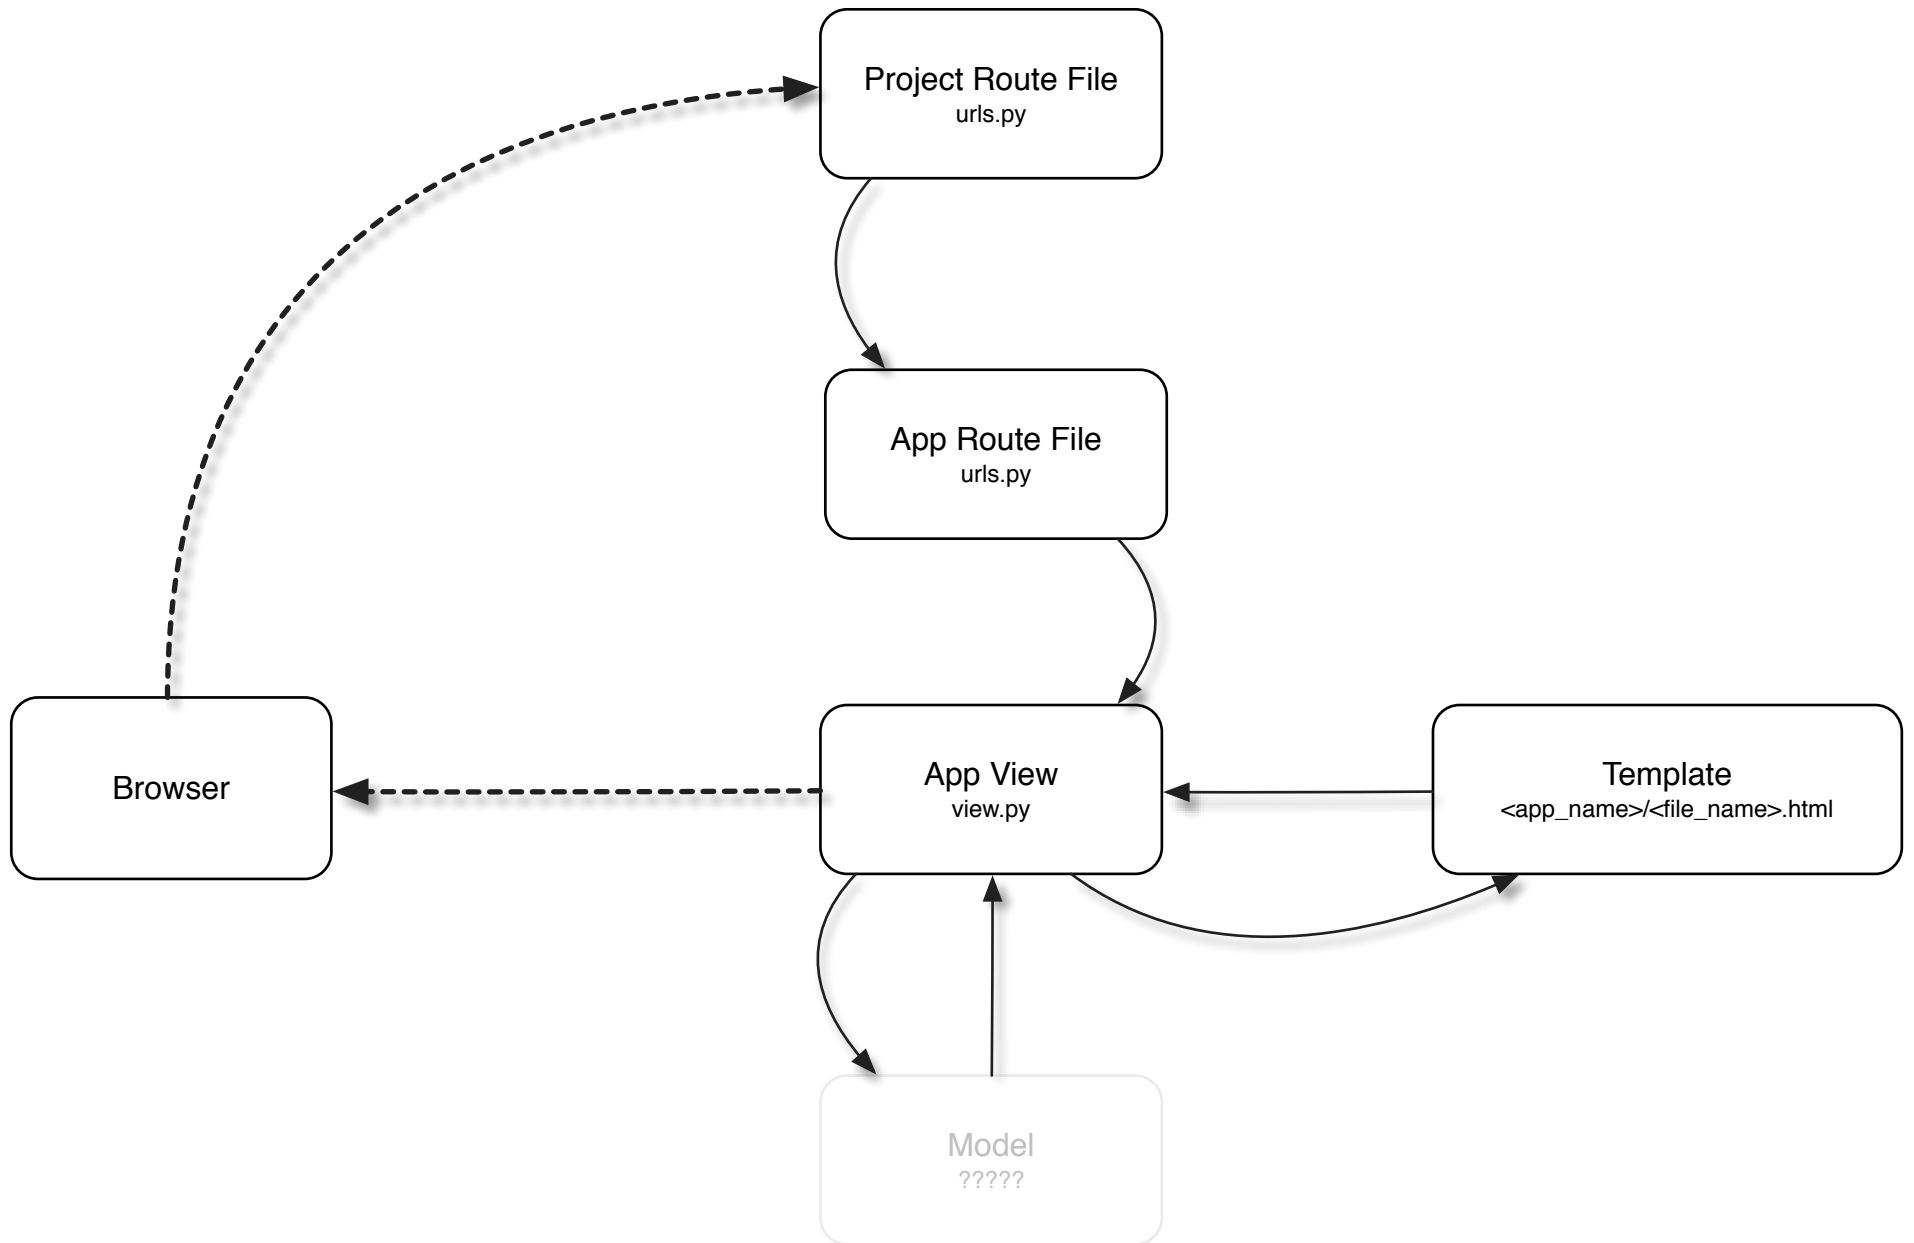 Project Route File
urls.py
App Route File
urls.py
Browser
App View
view.py
Template
<app_name>/<file_name>.html
Model
?????